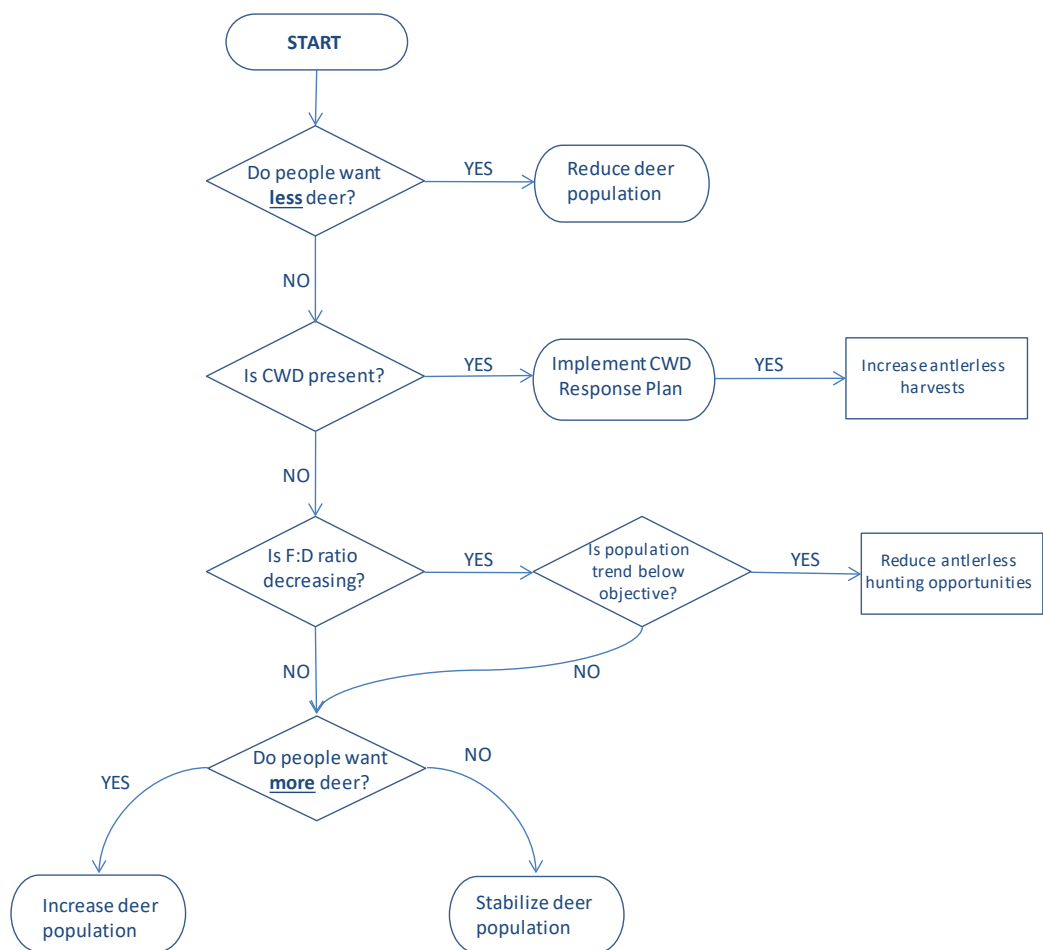 START
Do people want
less deer?
YES
Reduce deer
population
NO
Is CWD present?
YES
Implement CWD
Response Plan
YES
Increase antlerless
harvests
NO
Is F:D ratio
decreasing?
YES
Is population
trend below
objective?
YES
Reduce antlerless
hunting opportunities
NO
NO
Do people want
more deer?
YES
NO
Increase deer
population
Stabilize deer
population